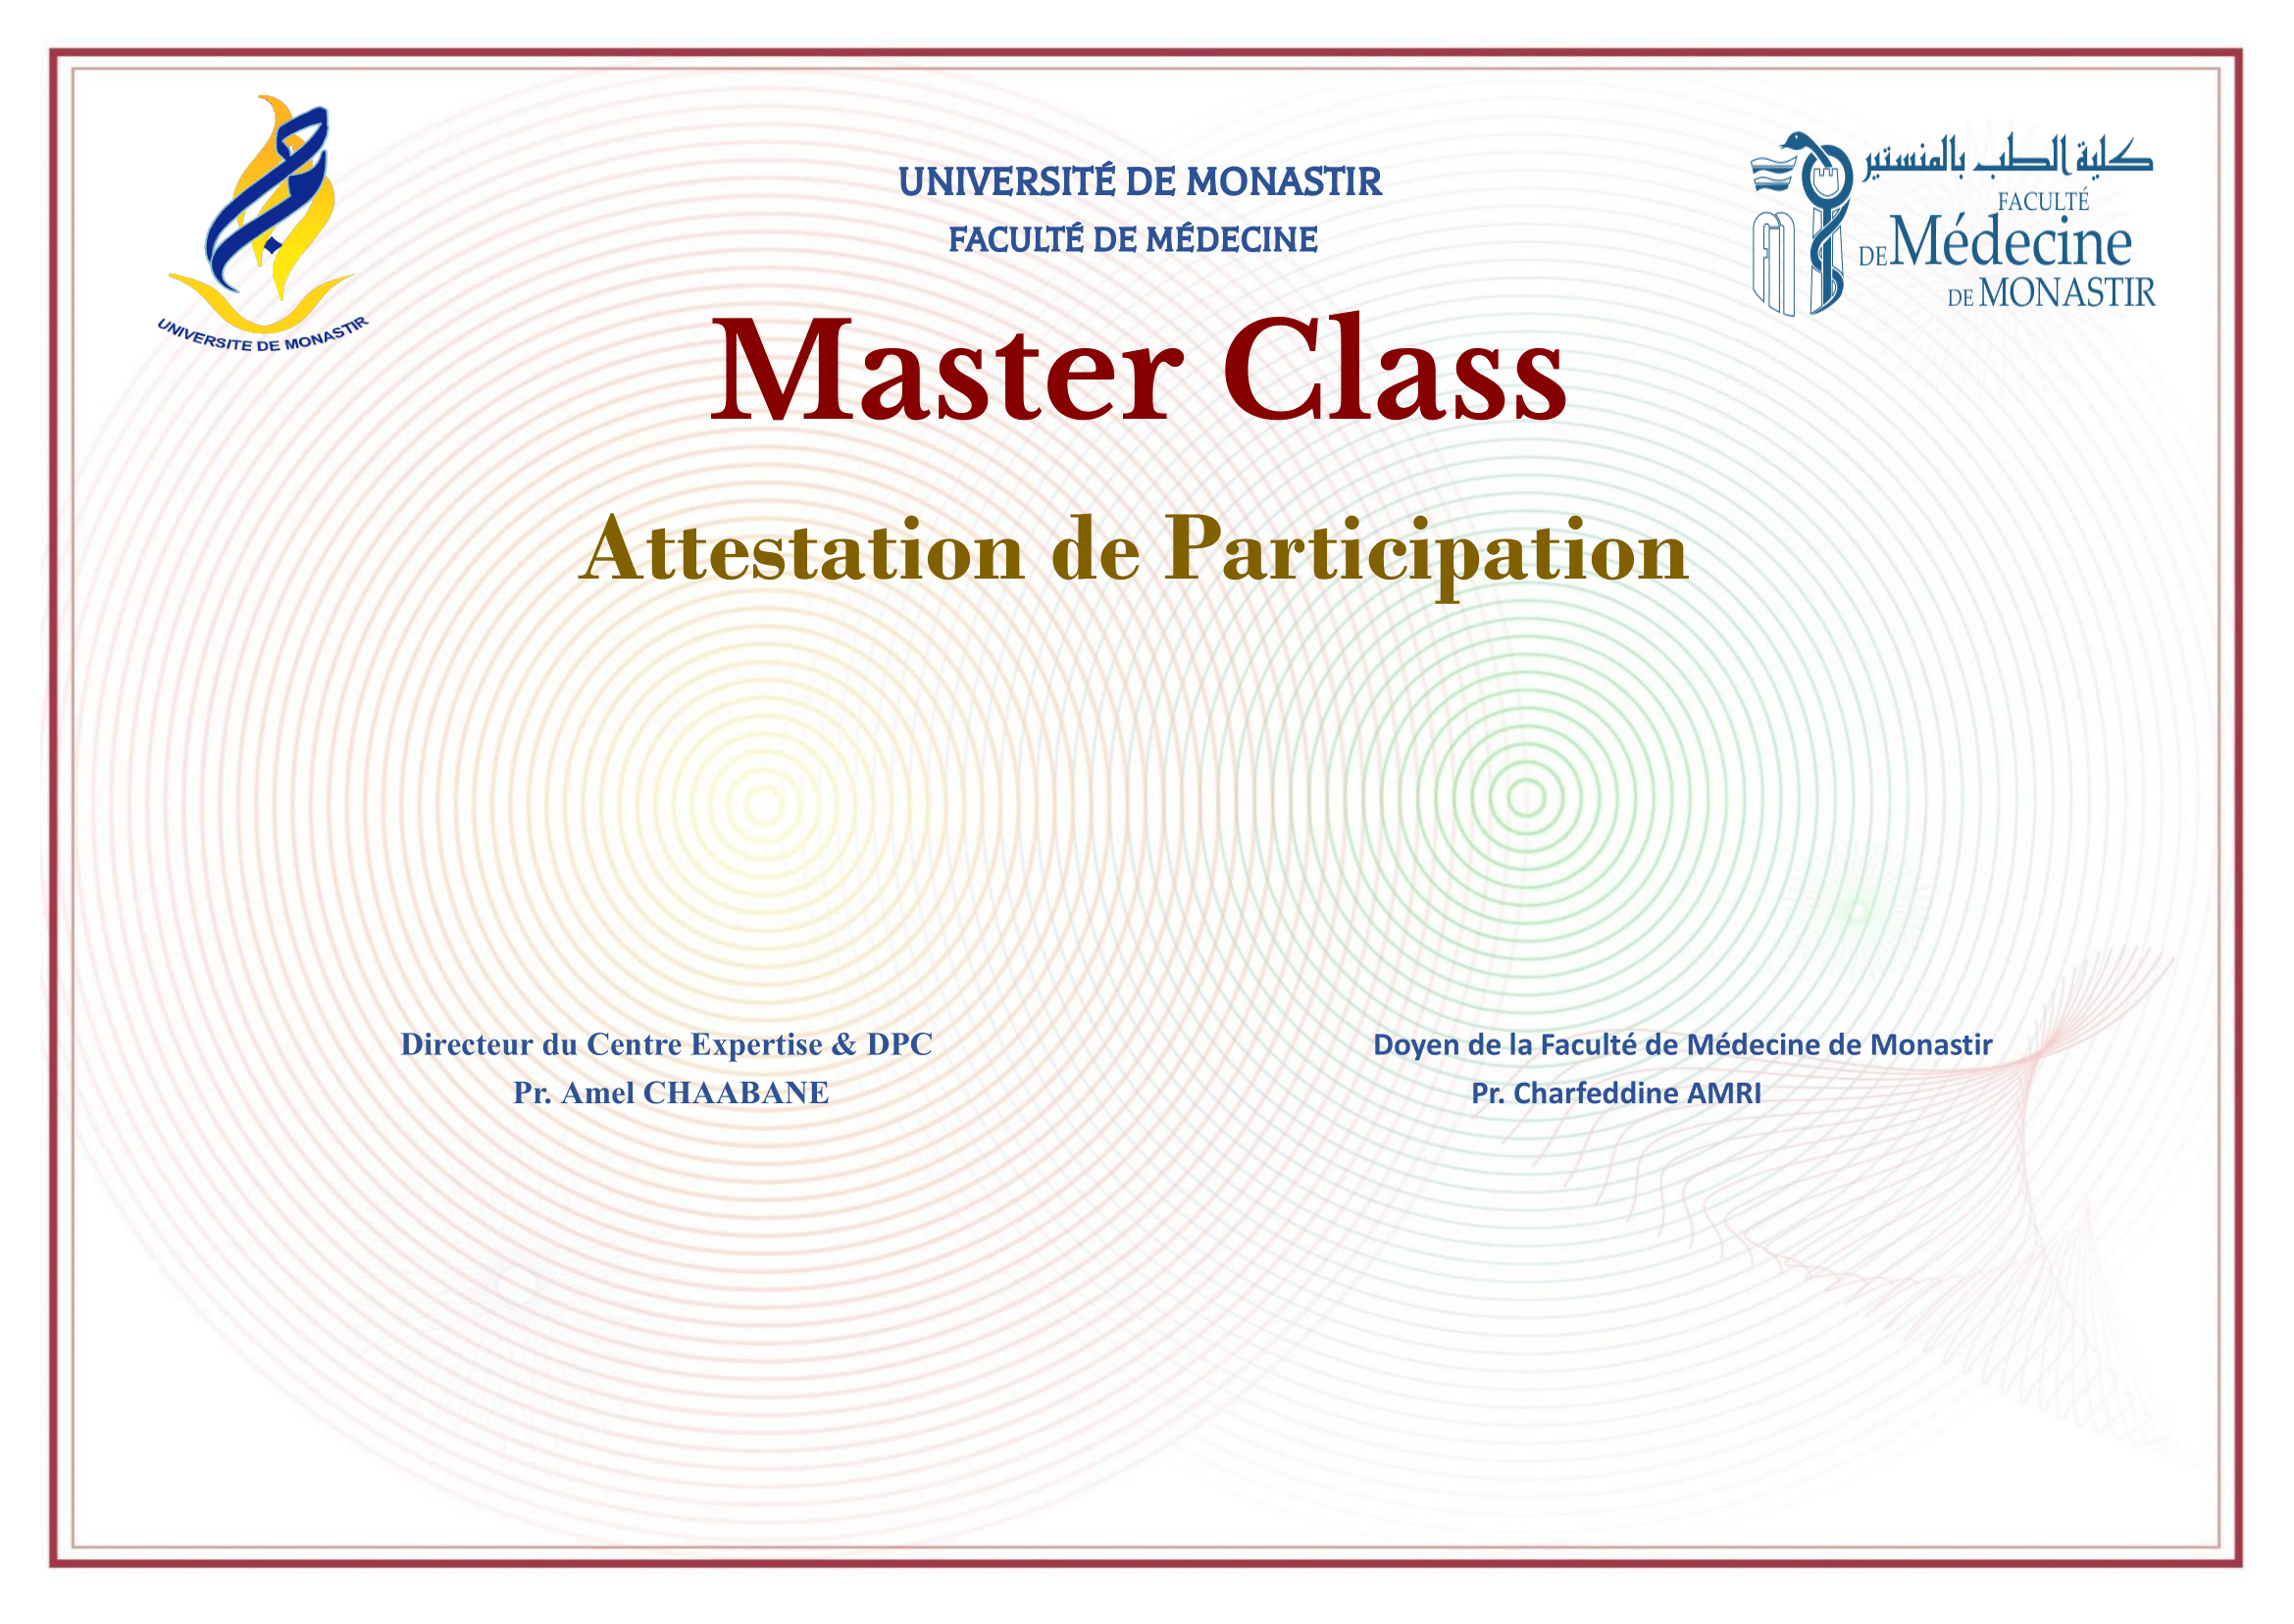 UNIVERSITE DE MONASTIR
UNIVERSITÉ DE MONASTIR
FACULTÉ DE MÉDECINE
كلية الطب بالمنستير
FACULTÉ
DE Médecine
DE MONASTIR
Master Class
Attestation de Participation
Directeur du Centre Expertise & DPC
Pr. Amel CHAABANE
Doyen de la Faculté de Médecine de Monastir
Pr. Charfeddine AMRI